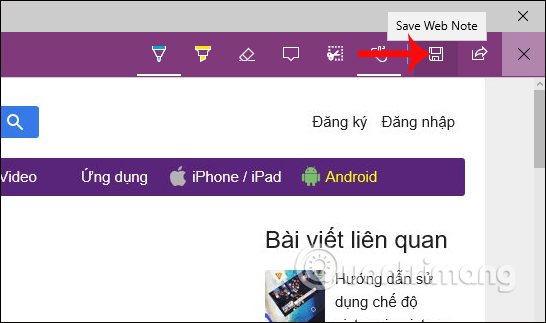 Save Web Note
Đăng ký Đăng nhập
Video Ứng dụng iPhone / iPad Android
Bài viết liên quan
Hướng dẫn sử
dụng chế độ
Quantrimang